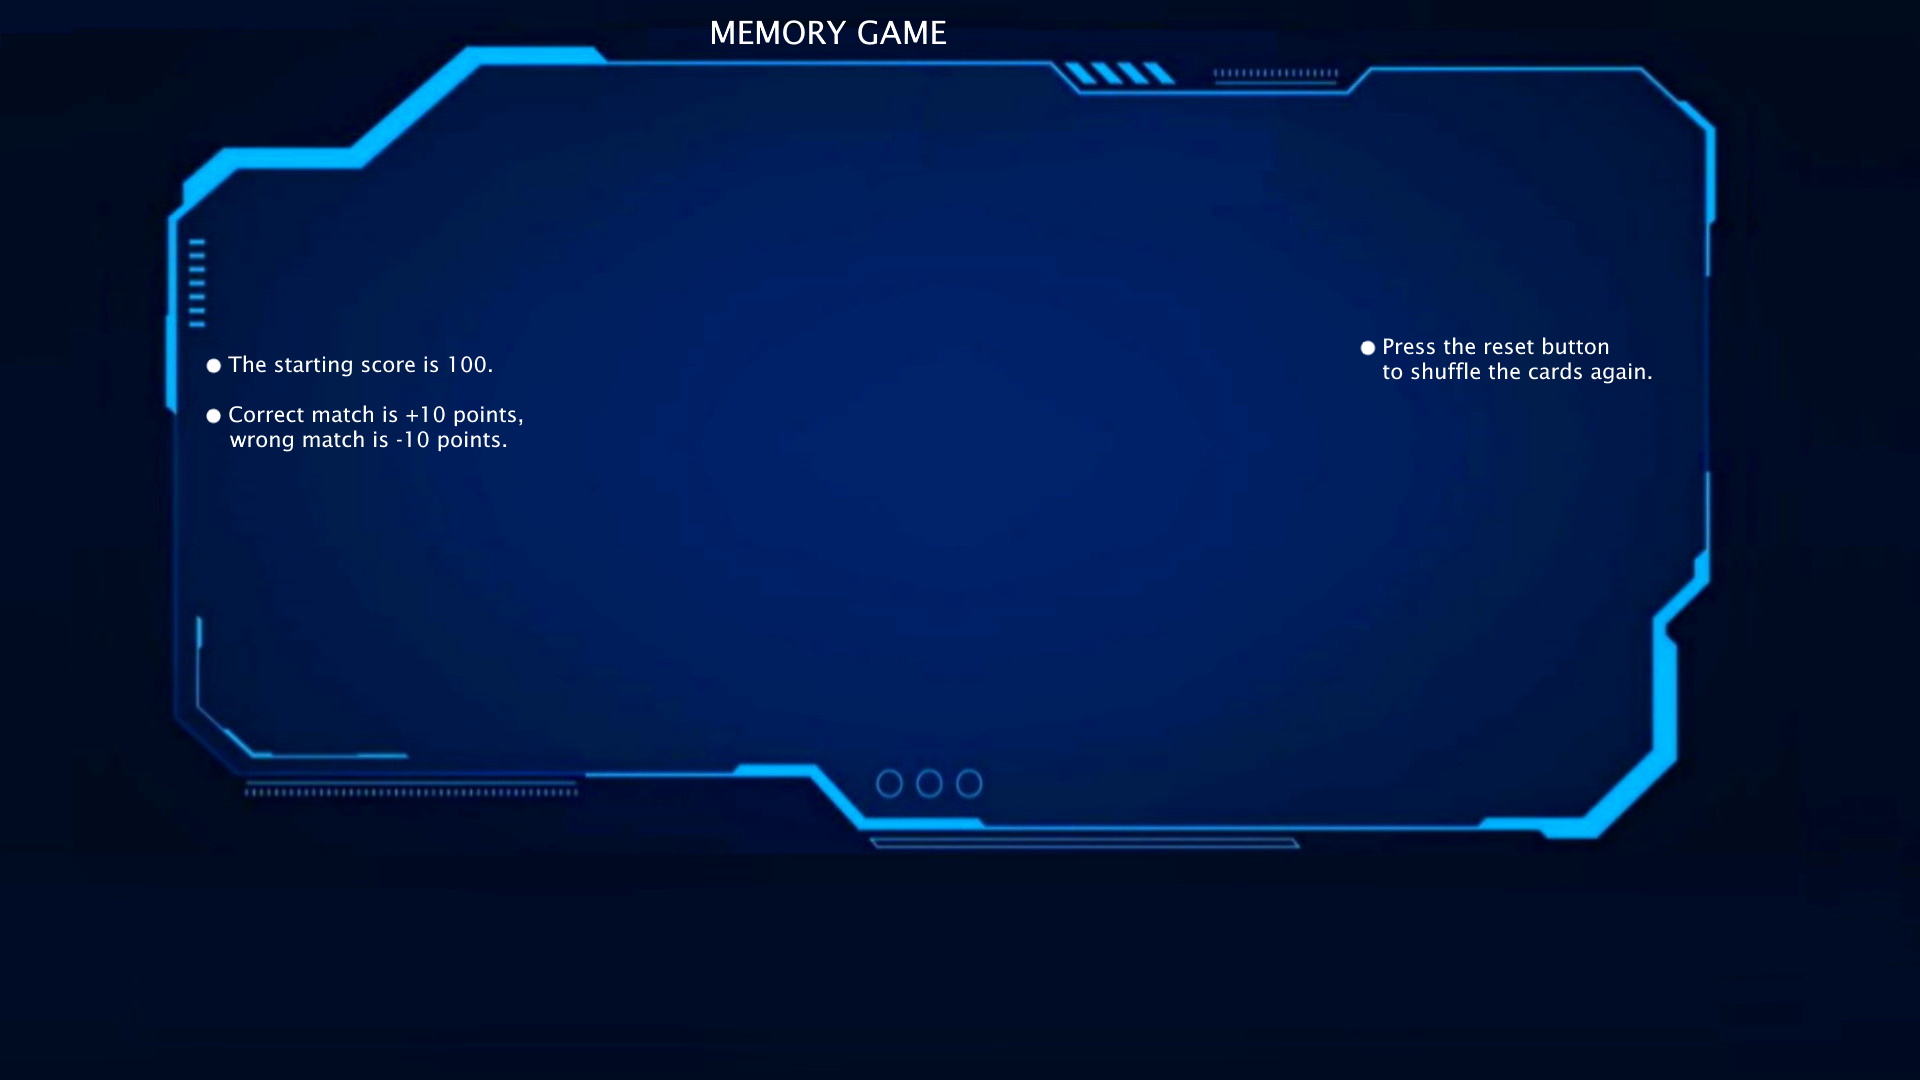 MEMORY GAME
The starting score is 100.
Correct match is +10 points,
wrong match is -10 points.
Press the reset button
to shuffle the cards again.